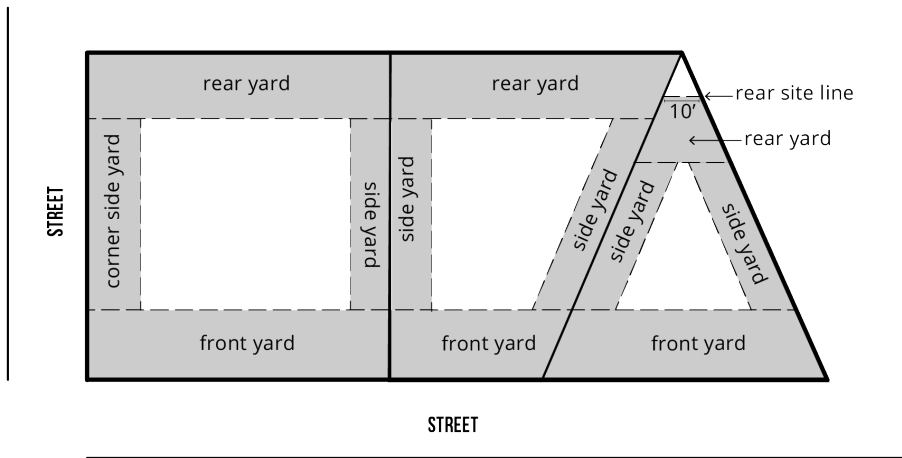 rear yard
rear yard
rear site line
10'
rear yard
corner side yard
side yard
side yard
side yard
side yard
side yard
STREET
front yard
front yard
front yard
STREET